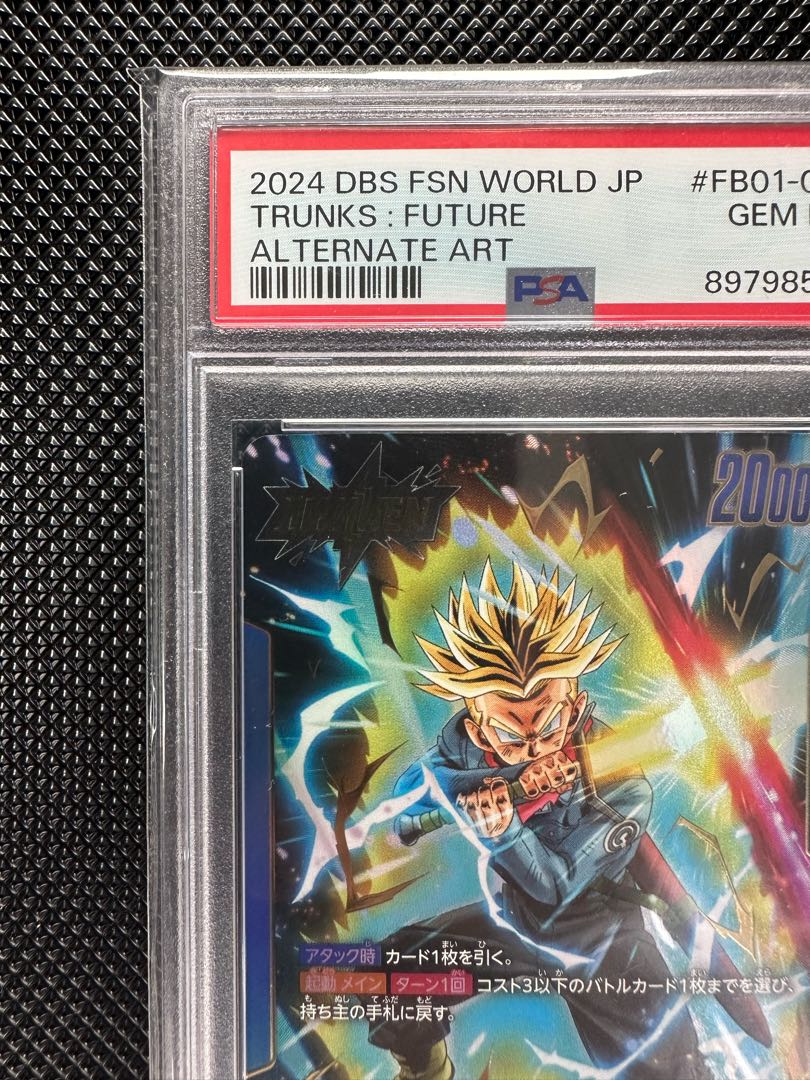 2024 DBS FSN WORLD JP #FB01-0
TRUNKS : FUTURE GEM
ALTERNATE ART
PSA 897985
AWAKEN
2000
アタック時 カード1枚を引く。
起動メイン ターン1回 コスト3以下のバトルカード1枚までを選び、
持ち主の手札に戻す。